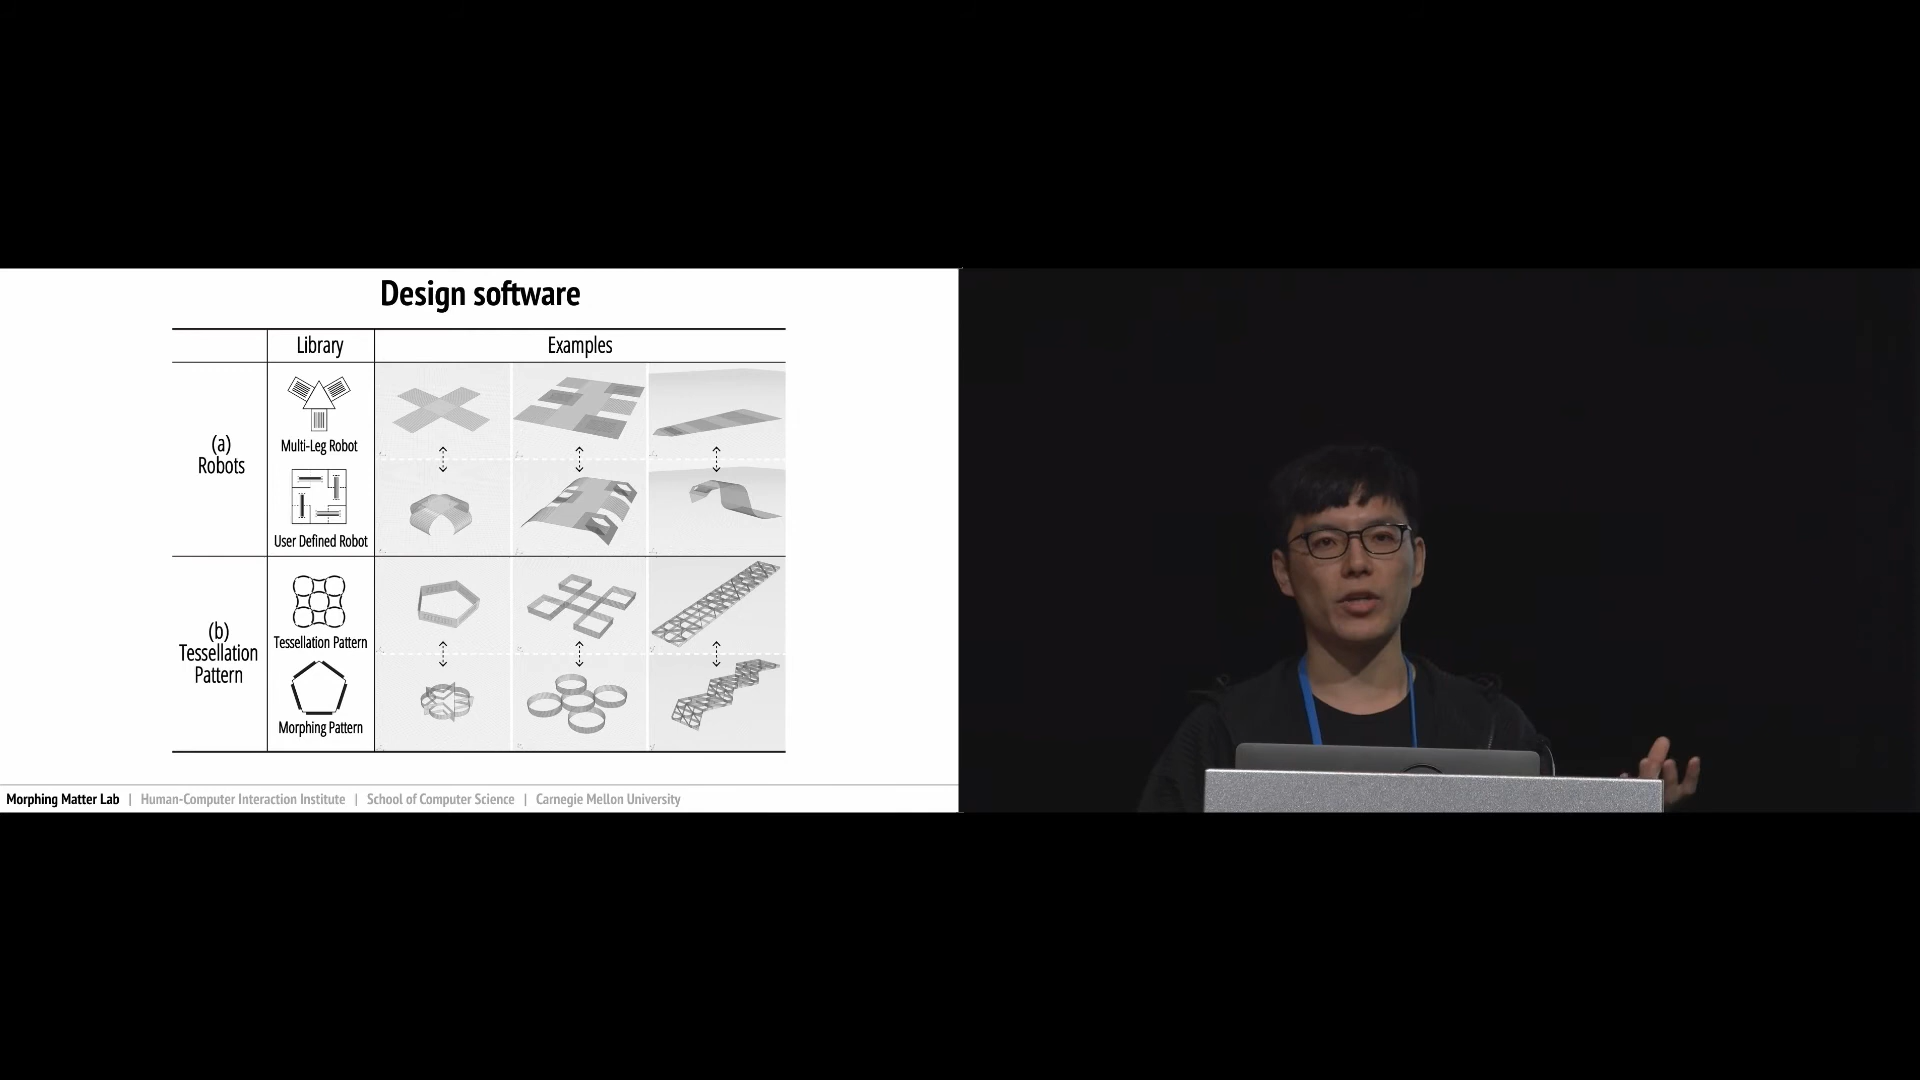 Design software
Library
Examples
(a)
Robots
Multi-Leg Robot
User Defined Robot
(b)
Tessellation
Pattern
Tessellation Pattern
Morphing Pattern
Morphing Matter Lab | Human-Computer Interaction Institute | School of Computer Science | Carnegie Mellon University